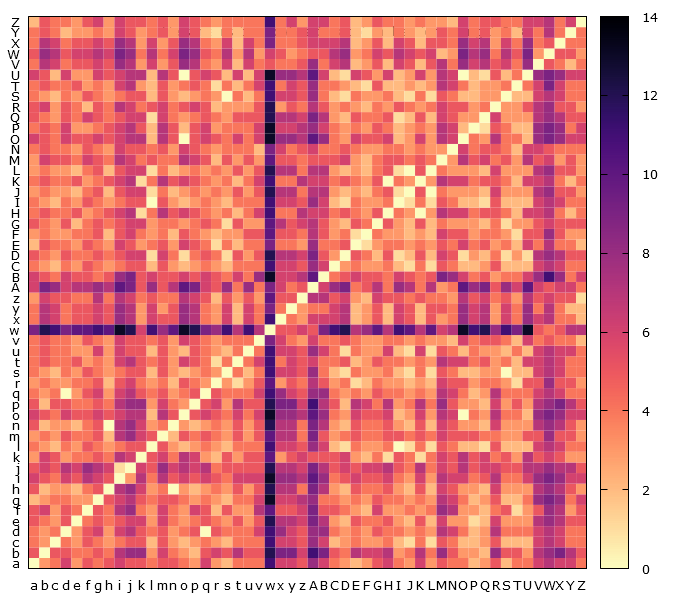 Z
Y
X
W
V
U
T
S
R
Q
P
O
N
M
L
K
J
I
H
G
F
E
D
C
B
A
z
y
x
w
v
u
t
s
r
q
p
o
n
m
l
k
j
i
h
g
f
e
d
c
b
a
a b c d e f g h i j k l m n o p q r s t u v w x y z A B C D E F G H I J K L M N O P Q R S T U V W X Y Z
14
12
10
8
6
4
2
0